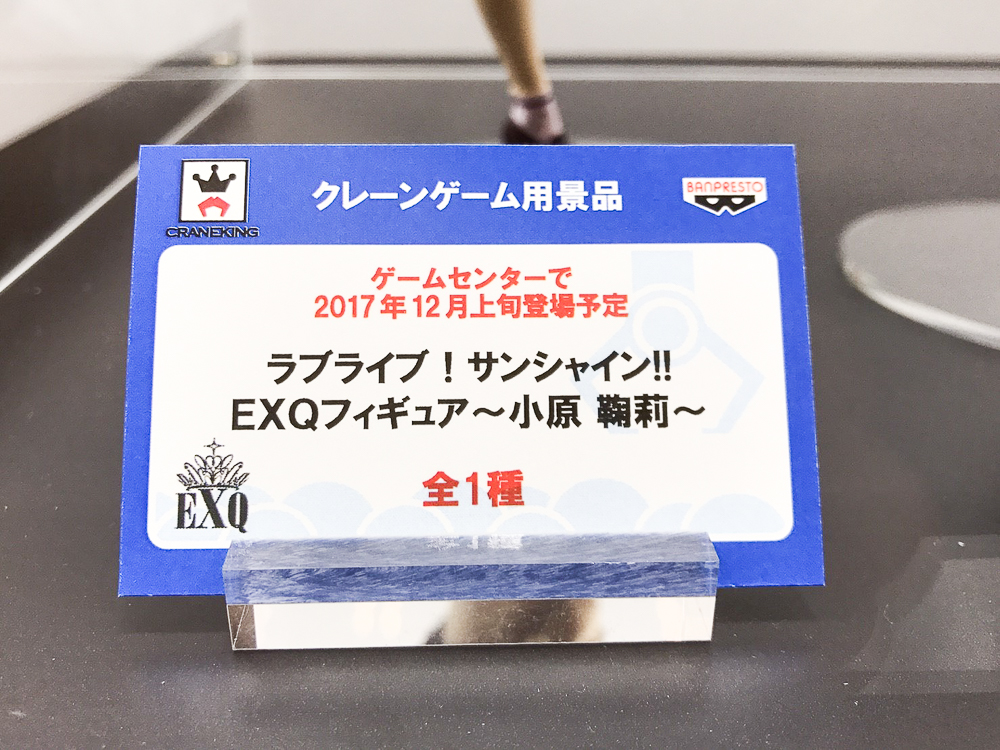 CRANEKING
クレーンゲーム用景品
BANPRESTO
ゲームセンターで
2017年12月上旬登場予定
ラブライブ！サンシャイン!!
EXQフィギュア～小原 鞠莉～
全1種
EXQ